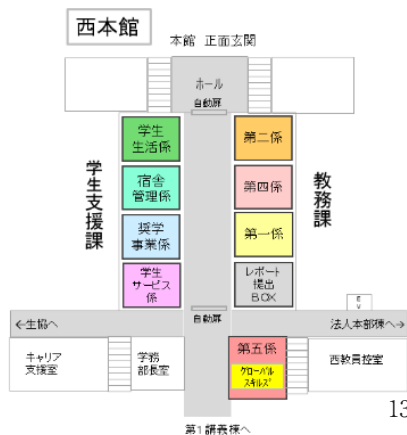 西本館
本館 正面玄関
ホール
自動扉
学生
生活係
第二係
宿舎
管理係
第四係
学生支援課
教務課
奨学
事業係
第一係
学生
サービス
係
レポート
提出
BOX
EV
自動扉
←生協へ
法人本部棟へ→
キャリア
支援室
学務
部長室
第五係
グローバル
スキルズ
西教員控室
13
第1講義棟へ